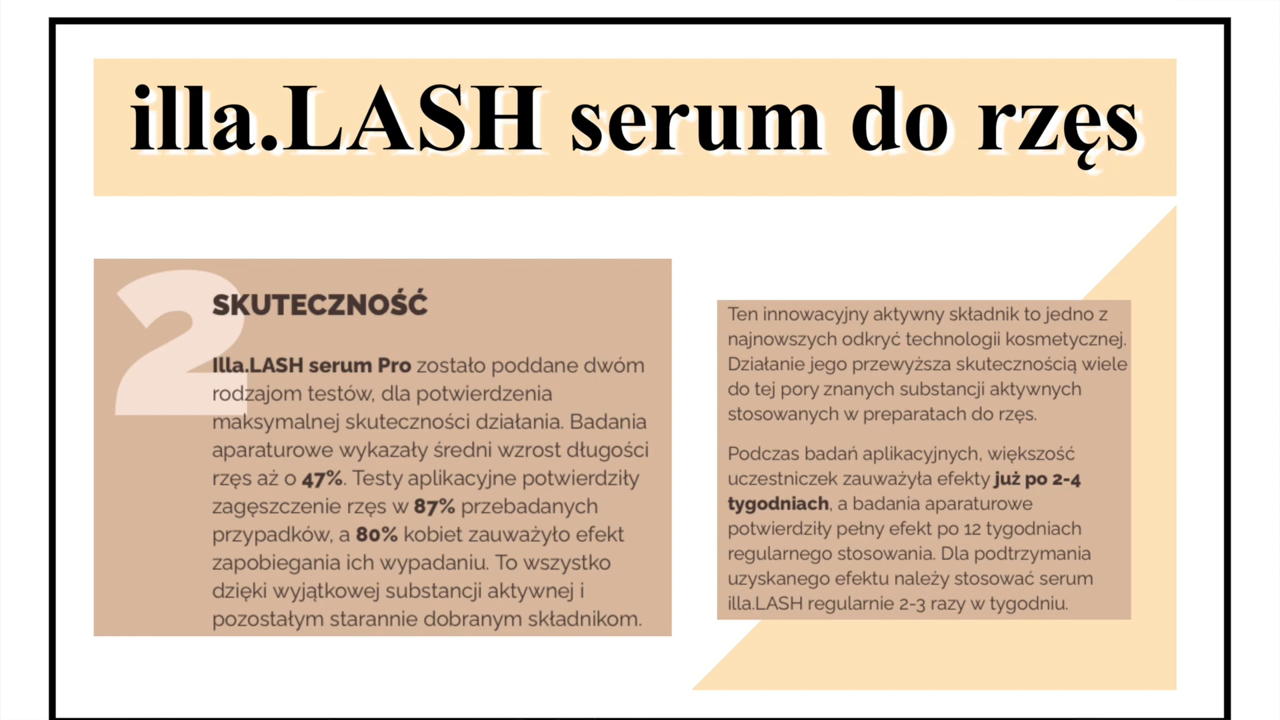 illa.LASH serum do rzęs
2
SKUTECZNOŚĆ
Illa.LASH serum Pro zostało poddane dwóm
rodzajom testów, dla potwierdzenia
maksymalnej skuteczności działania. Badania
aparaturowe wykazały średni wzrost długości
rzęs aż o 47%. Testy aplikacyjne potwierdziły
zagęszczenie rzęs w 87% przebadanych
przypadków, a 80% kobiet zauważyło efekt
zapobiegania ich wypadaniu. To wszystko
dzięki wyjątkowej substancji aktywnej i
pozostałym starannie dobranym składnikom.
Ten innowacyjny aktywny składnik to jedno z
najnowszych odkryć technologii kosmetycznej.
Działanie jego przewyższa skutecznością wiele
do tej pory znanych substancji aktywnych
stosowanych w preparatach do rzęs.
Podczas badań aplikacyjnych, większość
uczestniczek zauważyła efekty już po 2-4
tygodniach, a badania aparaturowe
potwierdziły pełny efekt po 12 tygodniach
regularnego stosowania. Dla podtrzymania
uzyskanego efektu należy stosować serum
illa.LASH regularnie 2-3 razy w tygodniu.